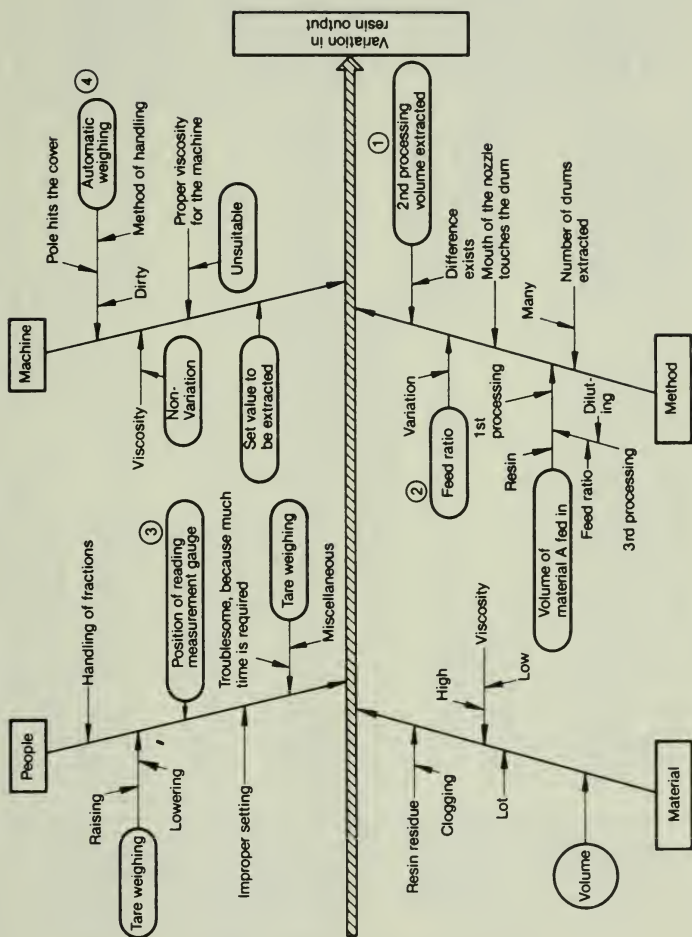 People
Handling of fractions
Raising
Tare weighing
Lowering
③
Position of reading
measurement gauge
Improper setting
Troublesome, because much
time is required
Tare weighing
Miscellaneous
Machine
Pole hits the cover
④
Automatic
weighing
Method of handling
Dirty
Viscosity
Non-
Variation
Proper viscosity
for the machine
Unsuitable
Set value to
be extracted
Variation in
resin output
Material
Volume
Lot
Resin residue
Clogging
High
Viscosity
Low
Method
Many
Number of drums
extracted
Mouth of the nozzle
touches the drum
①
2nd processing
volume extracted
Difference
exists
②
Feed ratio
Variation
1st
processing
Resin
Volume of
material A fed in
Feed ratio
Dilut-
ing
3rd processing